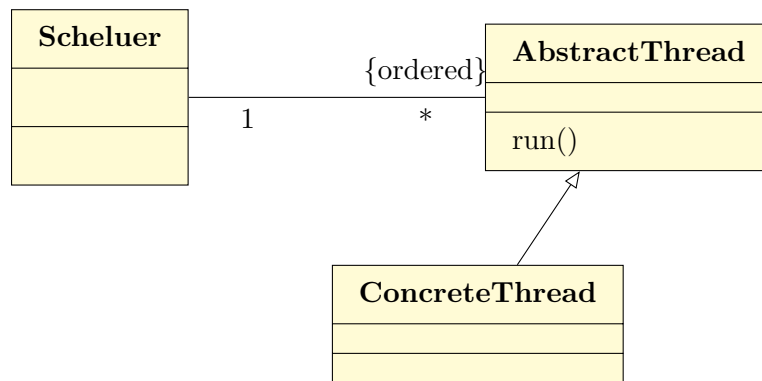 Scheluer
AbstractThread
{ordered}
1
*
run()
ConcreteThread